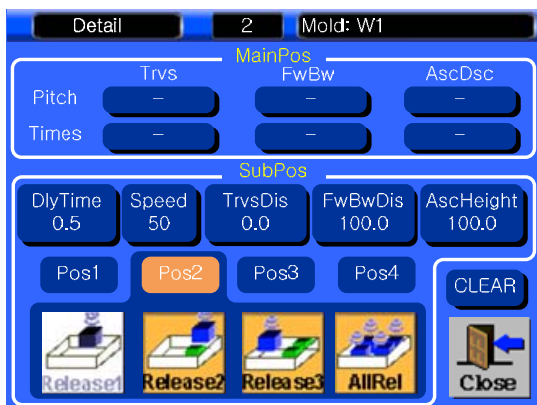 Detail 2 Mold: W1
MainPos
Trvs FwBw AscDsc
Pitch - - -
Times - - -
SubPos
DlyTime Speed TrvsDis FwBwDis AscHeight
0.5 50 0.0 100.0 100.0
Pos1 Pos2 Pos3 Pos4
CLEAR
Release1 Release2 Release3 AllRel Close